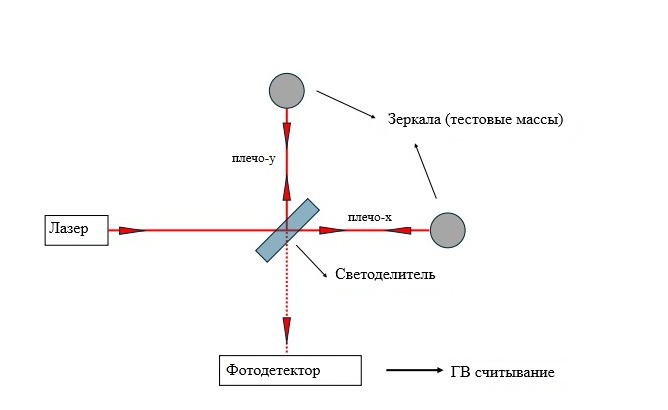 Зеркала (тестовые массы)
плечо-y
плечо-x
Лазер
Светоделитель
Фотодетектор
ГВ считывание